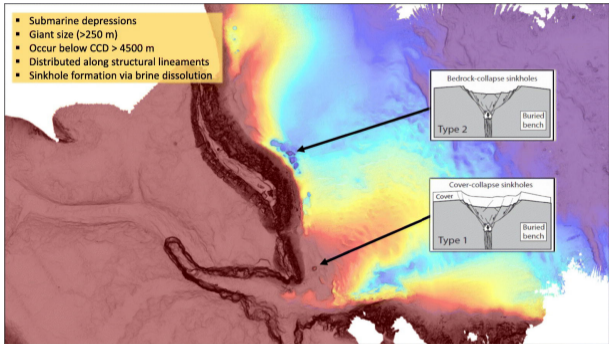 ▪ Submarine depressions
▪ Giant size (>250 m)
▪ Occur below CCD > 4500 m
▪ Distributed along structural lineaments
▪ Sinkhole formation via brine dissolution
Bedrock-collapse sinkholes
Type 2
Buried
bench
Cover-collapse sinkholes
Cover
Type 1
Buried
bench